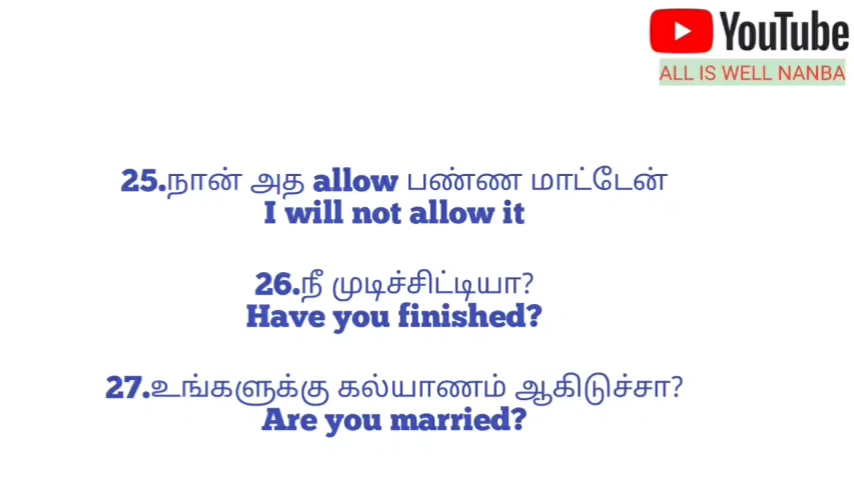 YouTube
ALL IS WELL NANBA
25.நான் அத allow பண்ண மாட்டேன்
I will not allow it
26.நீ முடிச்சிட்டியா?
Have you finished?
27.உங்களுக்கு கல்யாணம் ஆகிடுச்சா?
Are you married?